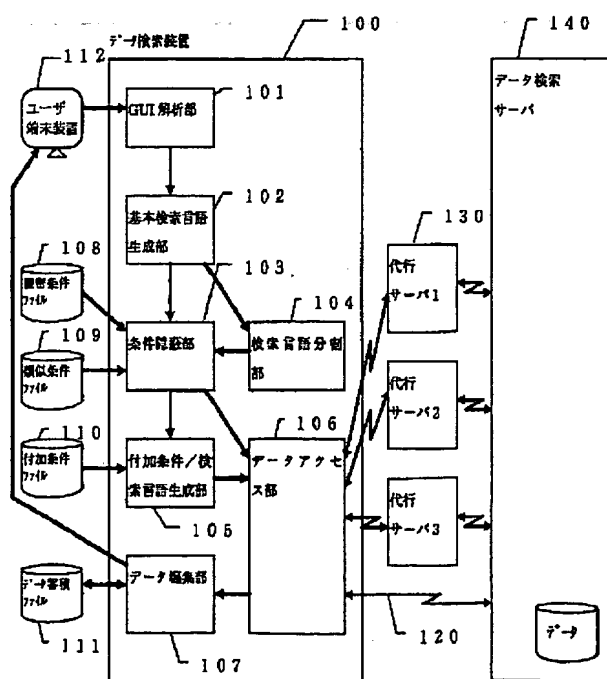 データ検索装置
100
140
112
ユーザ
端末装置
101
GUI解析部
データ検索
サーバ
102
基本検索言語
生成部
130
108
機密条件
ファイル
103
104
代行
サーバ1
109
条件隠蔽部
検索言語分割
部
類似条件
ファイル
106
代行
サーバ2
110
付加条件
ファイル
付加条件/検
索言語生成部
105
データアクセ
ス部
代行
サーバ3
データ蓄積
ファイル
データ編集部
111
107
120
データ